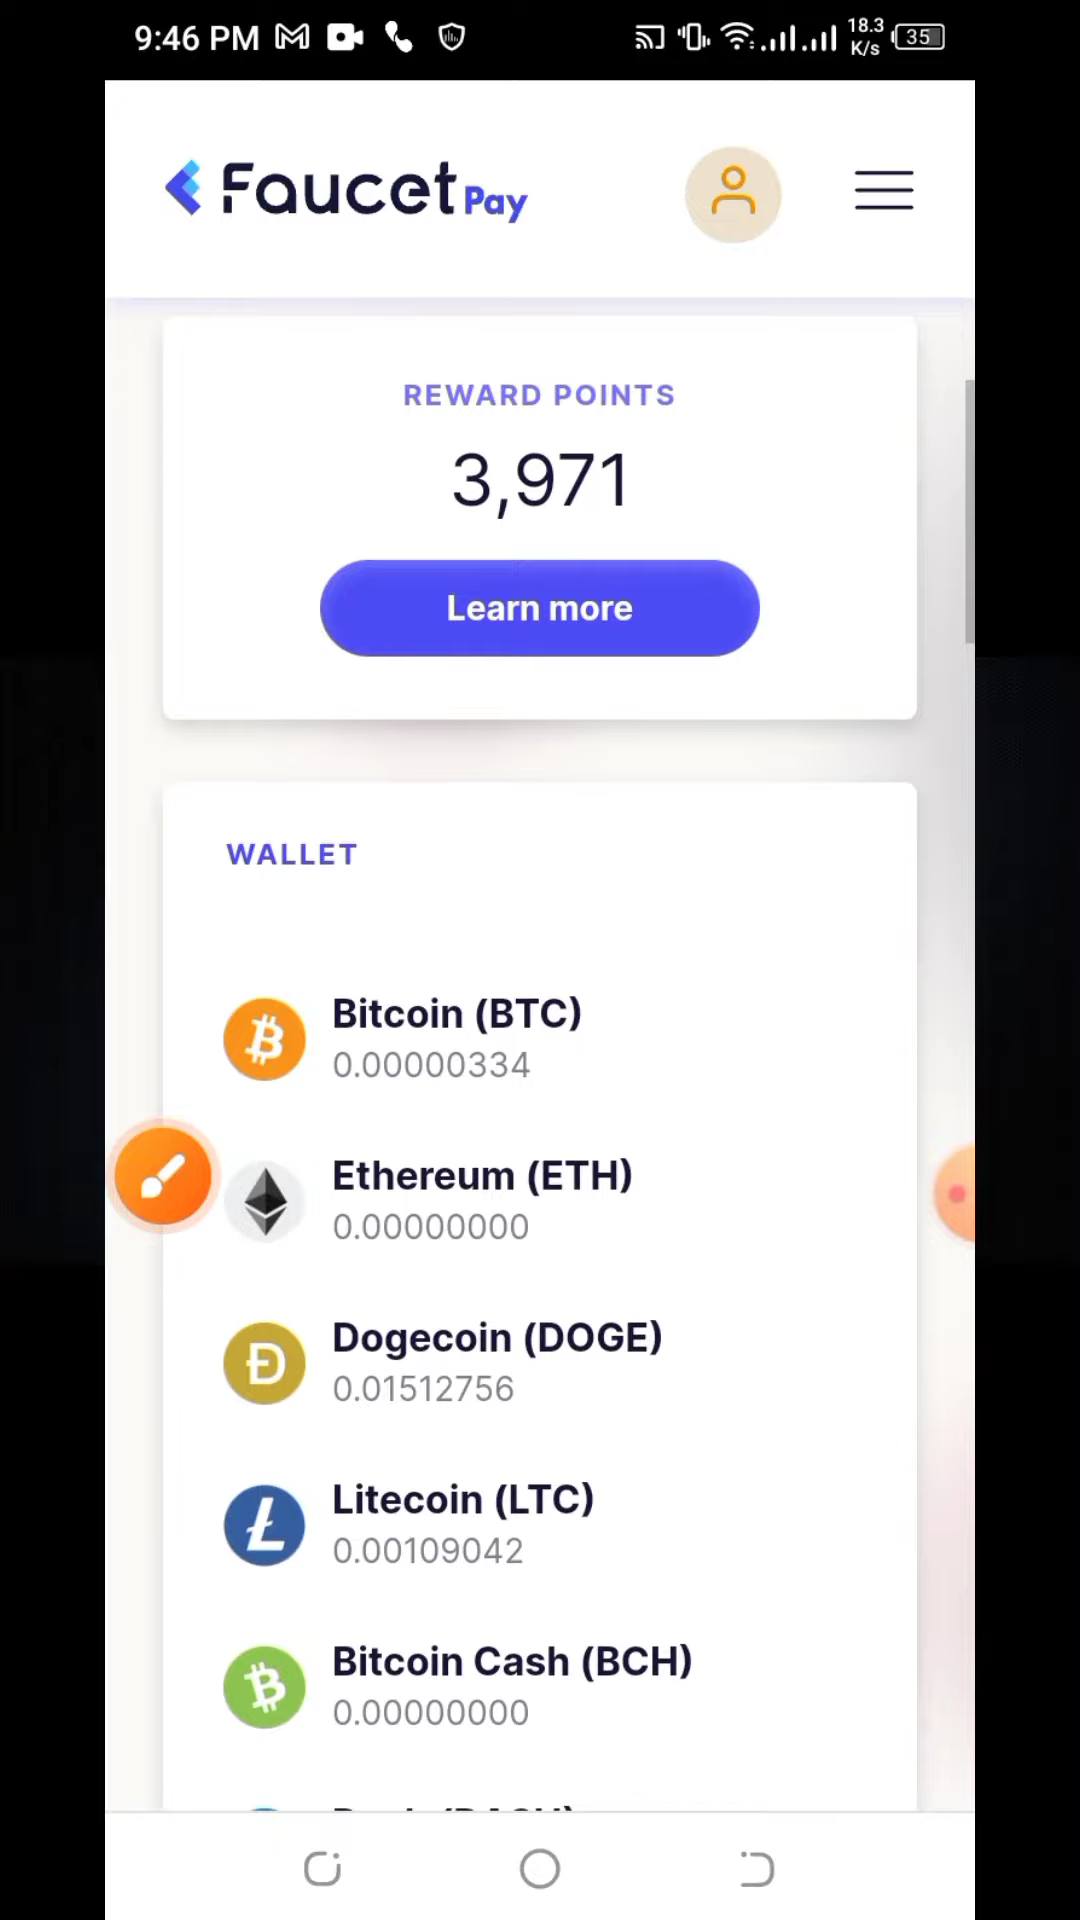 9:46 PM 18.3 K/s 35
Faucet Pay
REWARD POINTS
3,971
Learn more
WALLET
Bitcoin (BTC)
0.00000334
Ethereum (ETH)
0.00000000
Dogecoin (DOGE)
0.01512756
Litecoin (LTC)
0.00109042
Bitcoin Cash (BCH)
0.00000000